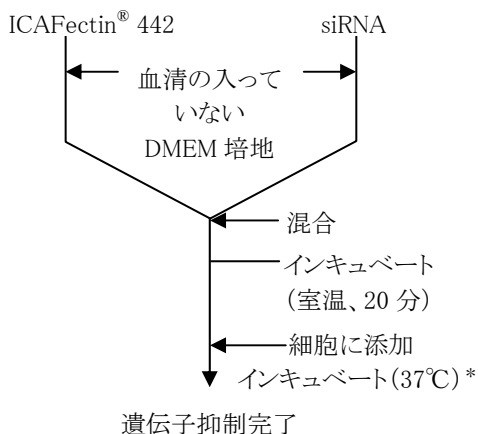 ICAFectin® 442
siRNA
血清の入って
いない
DMEM 培地
混合
インキュベート
（室温、20 分）
細胞に添加
インキュベート（37℃）*
遺伝子抑制完了